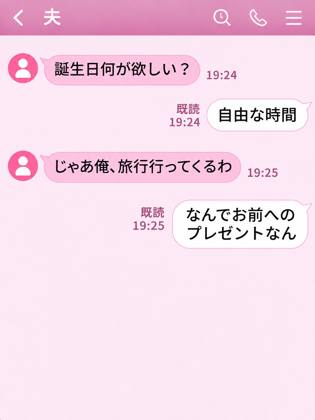 夫
誕生日何が欲しい？
19:24
既読
19:24
自由な時間
じゃあ俺、旅行行ってくるわ
19:25
既読
19:25
なんでお前への
プレゼントなん